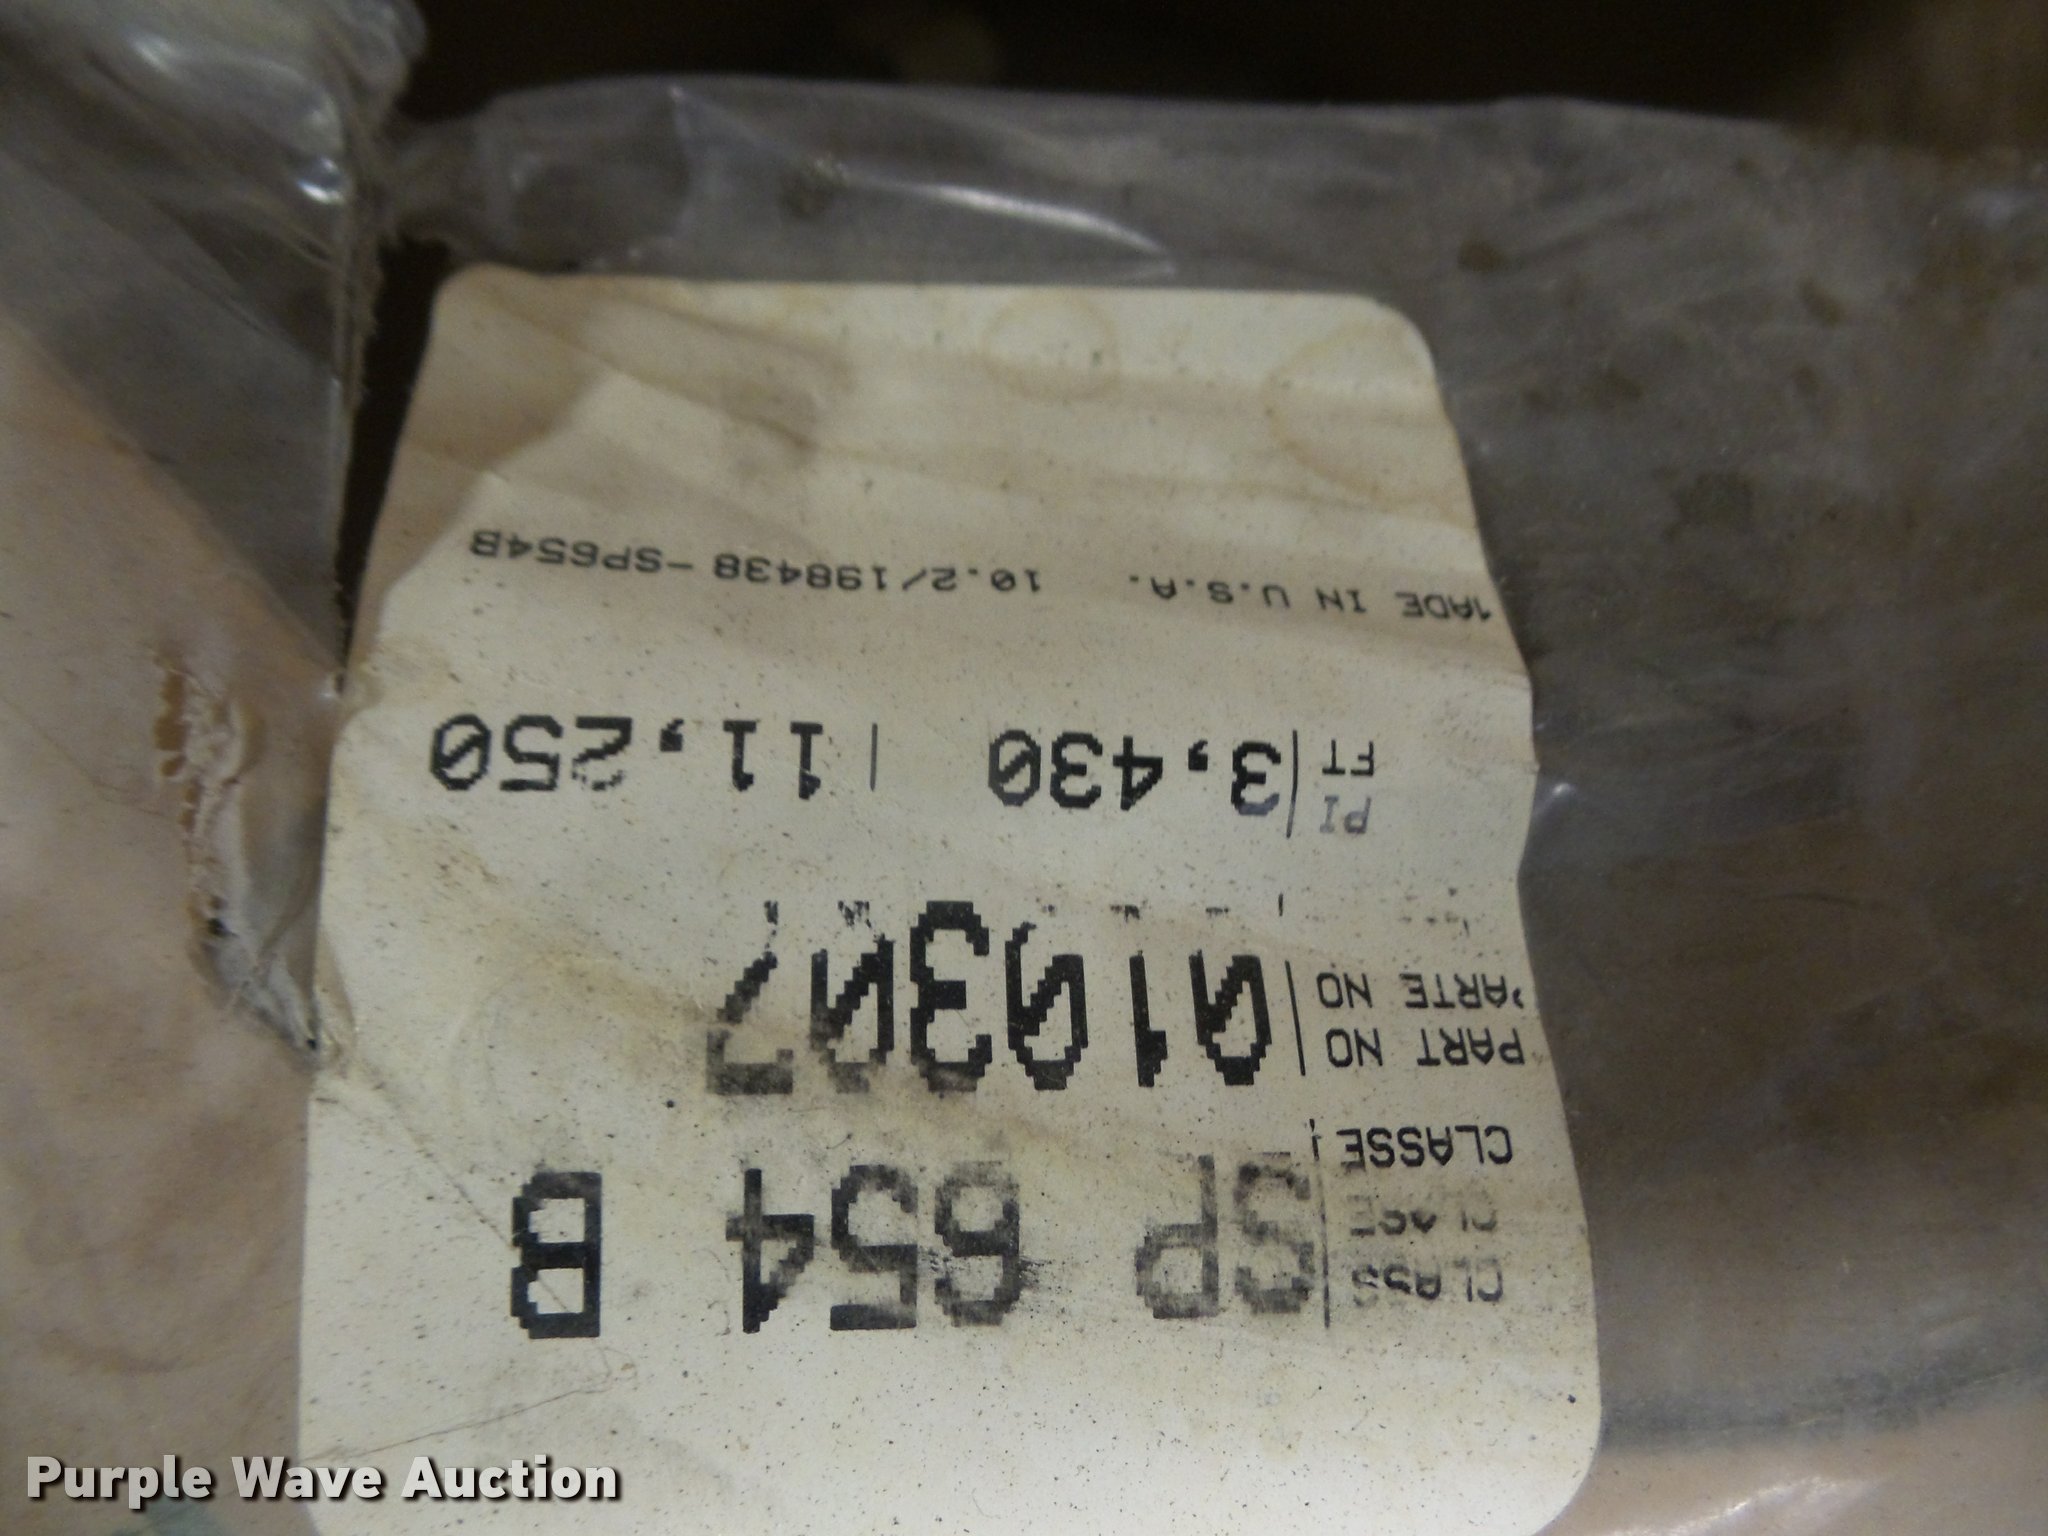 CLASS SP 654 B
CLASE
CLASSE
PART NO 010307
PARTE NO
PI 3,430 11,250
FT
MADE IN U.S.A. 10.2/198438-SP654B
Purple Wave Auction